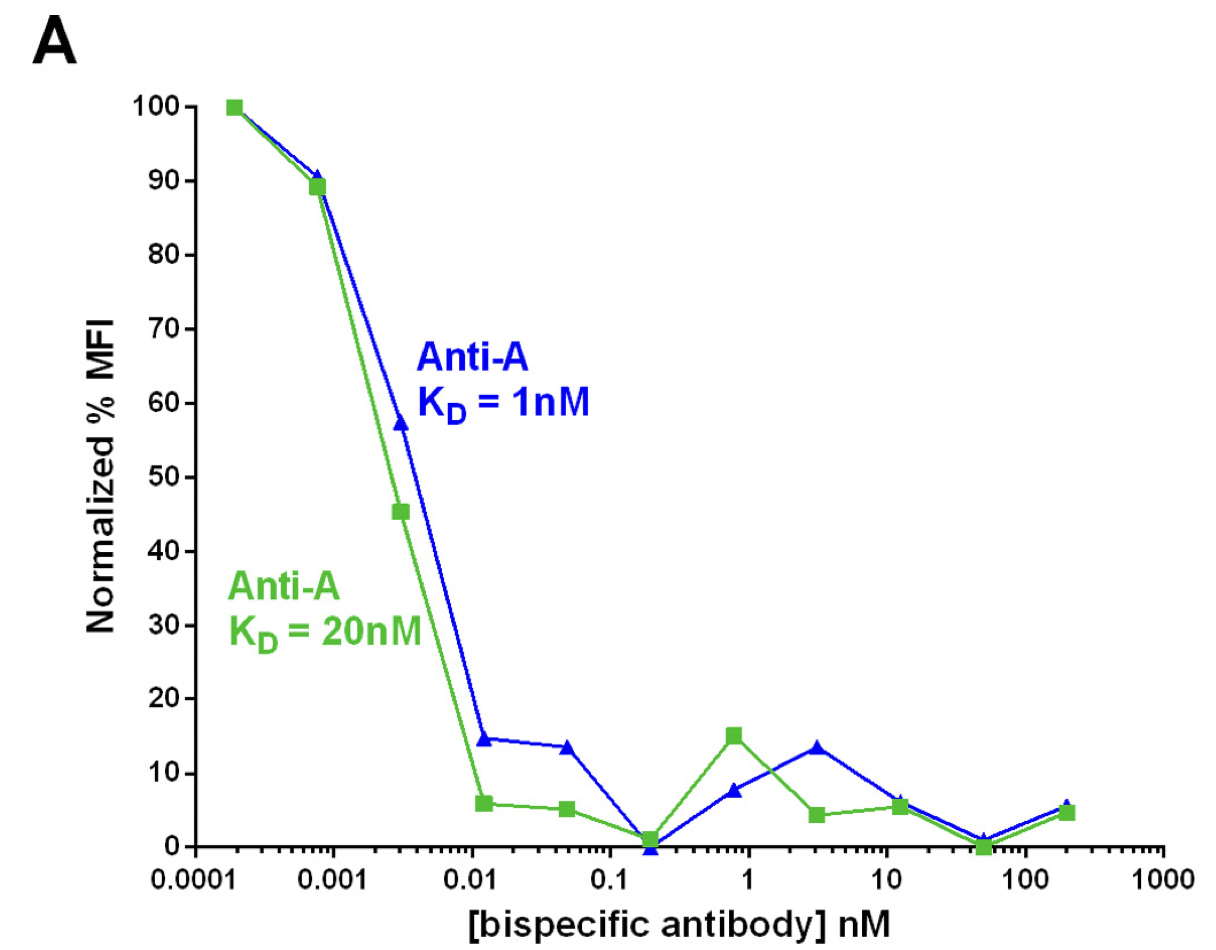 A
100
90
80
70
60
50
40
30
20
10
0
Normalized % MFI
Anti-A
KD = 1nM
Anti-A
KD = 20nM
0.0001 0.001 0.01 0.1 1 10 100 1000
[bispecific antibody] nM